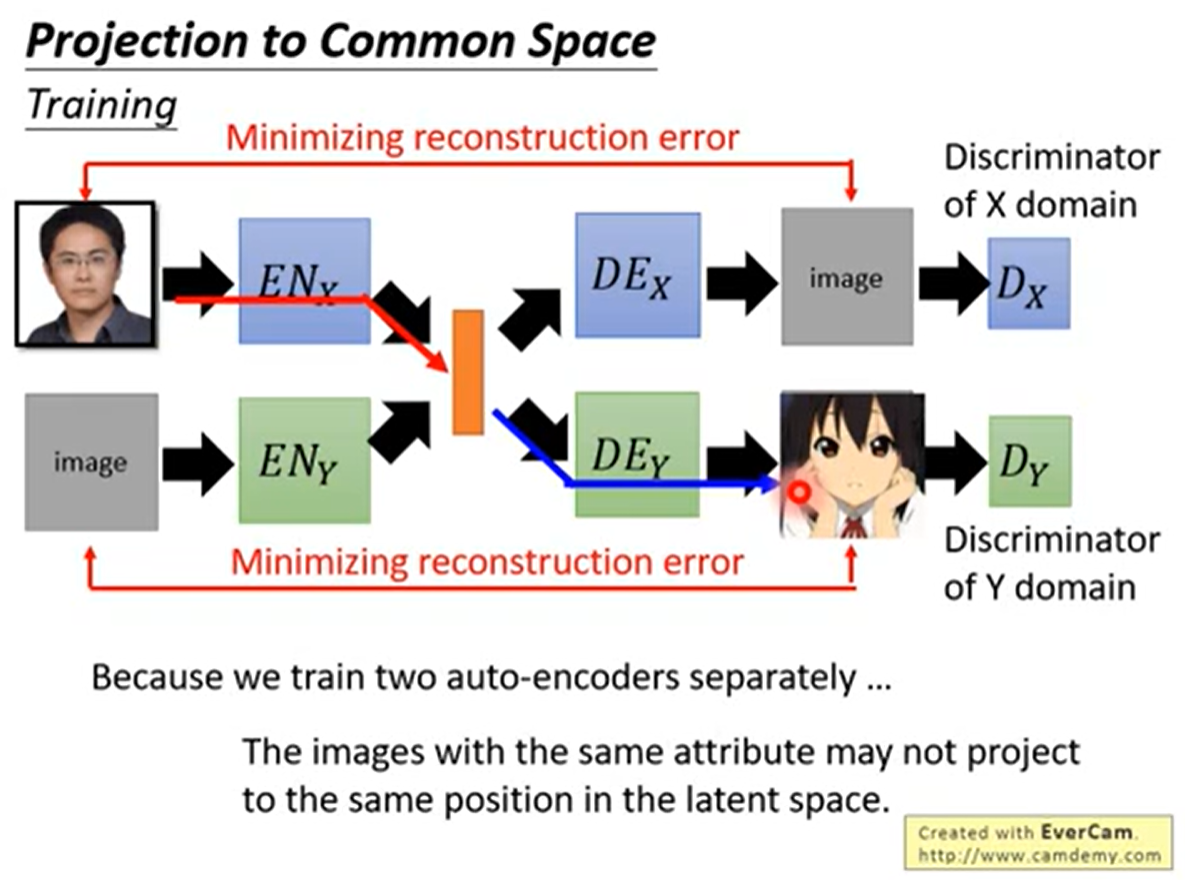 Projection to Common Space
Training
Minimizing reconstruction error
Discriminator
of X domain
EN_X
DE_X
image
D_X
image
EN_Y
DE_Y
D_Y
Minimizing reconstruction error
Discriminator
of Y domain
Because we train two auto-encoders separately …
The images with the same attribute may not project
to the same position in the latent space.
Created with EverCam.
http://www.camdemy.com